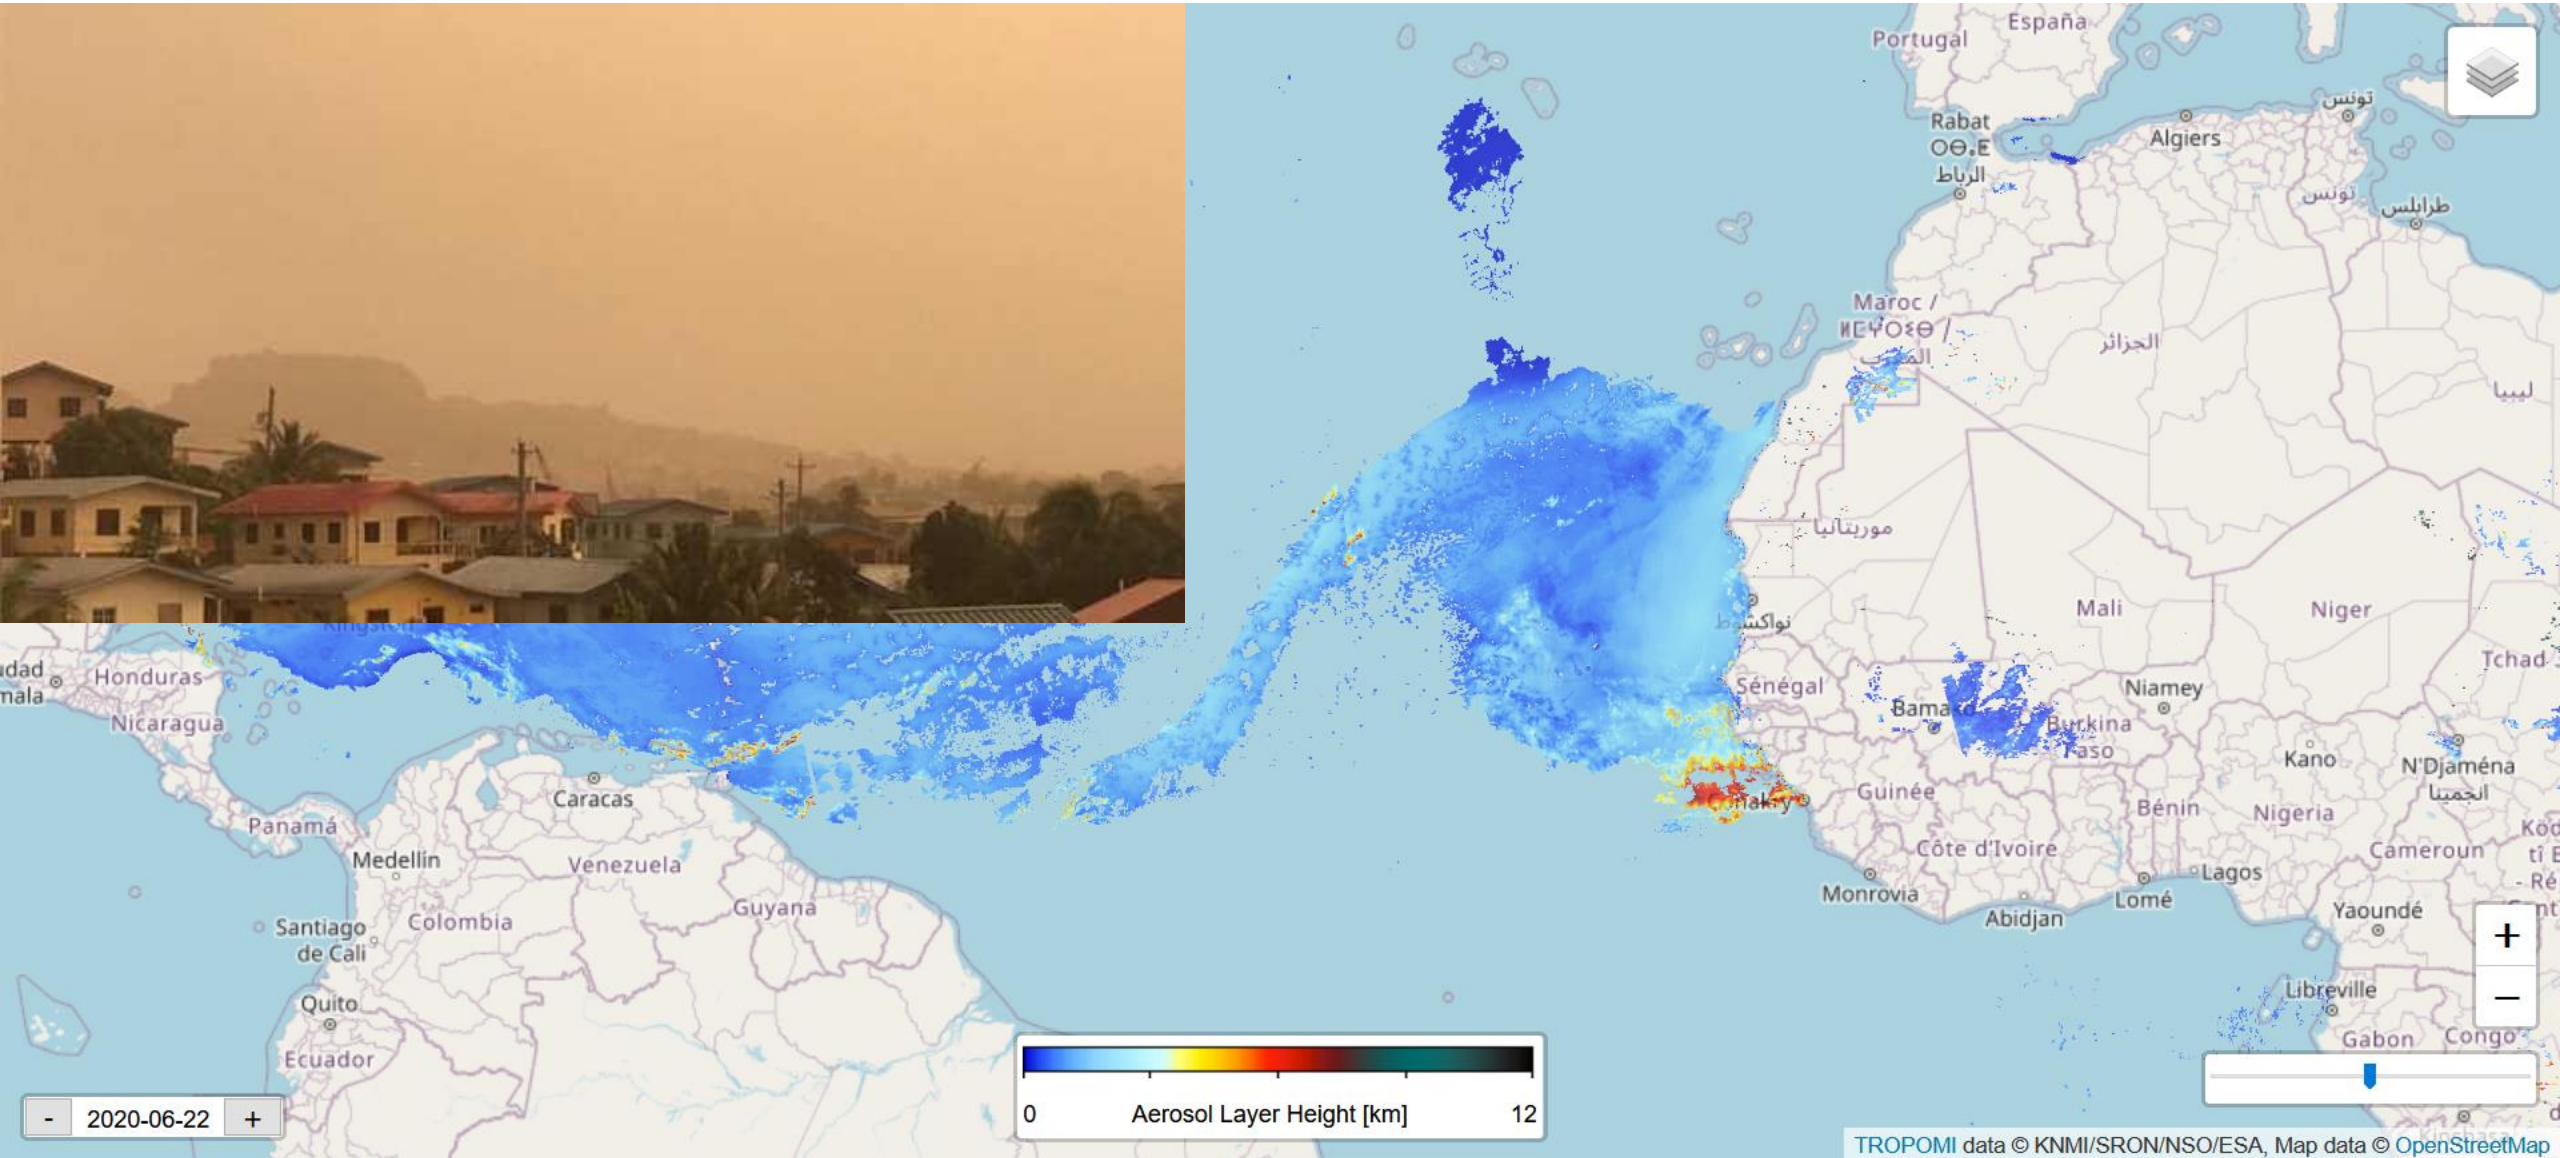 España
Portugal
تونس
Rabat
ⵔⴱⴰⵟ
الرباط
Algiers
تونس
طرابلس
Maroc /
ⵍⵎⵖⵔⵉⴱ /
المغرب
الجزائر
ليبيا
موريتانيا
نواكشوط
Mali
Niger
Tchad
Sénégal
Niamey
Burkina
Honduras
Nicaragua
Kano
N'Djaména
انجمينا
Caracas
Guinée
Bénin
Nigeria
Panamá
Medellín
Venezuela
Côte d'Ivoire
Cameroun
Lagos
Monrovia
Lomé
Abidjan
Guyana
Colombia
Yaoundé
Santiago
de Cali
+
−
Quito
Libreville
Gabon
Congo
Ecuador
- 2020-06-22 +
0 Aerosol Layer Height [km] 12
TROPOMI data © KNMI/SRON/NSO/ESA, Map data © OpenStreetMap